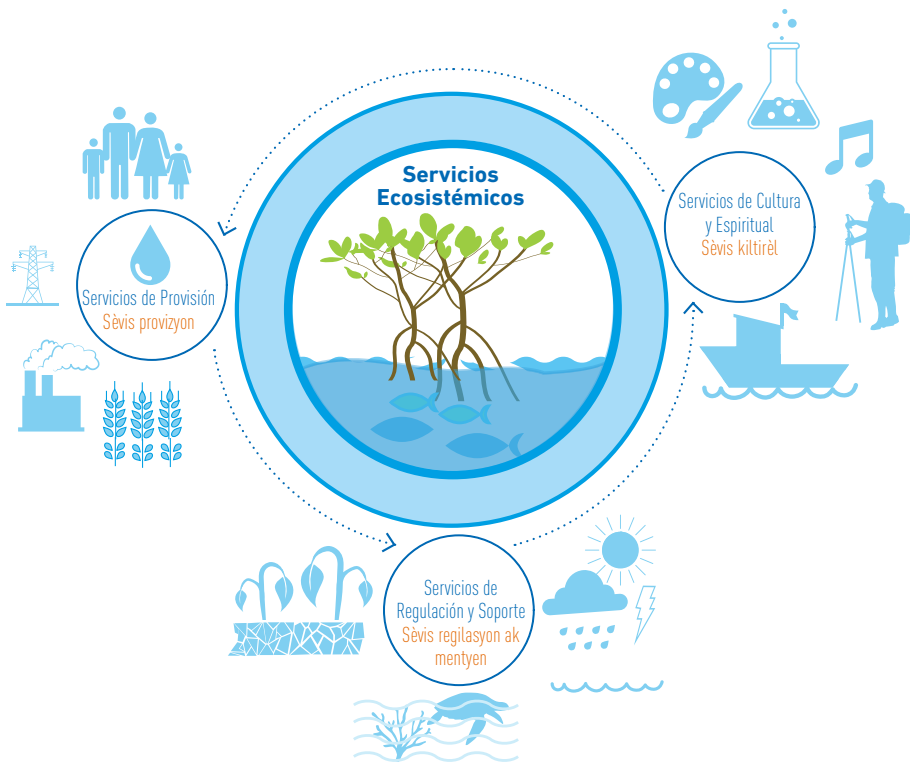 Servicios
Ecosistémicos
Servicios de Provisión
Sèvis provizyon
Servicios de Cultura
y Espiritual
Sèvis kiltirèl
Servicios de
Regulación y Soporte
Sèvis regilasyon ak
mentyen